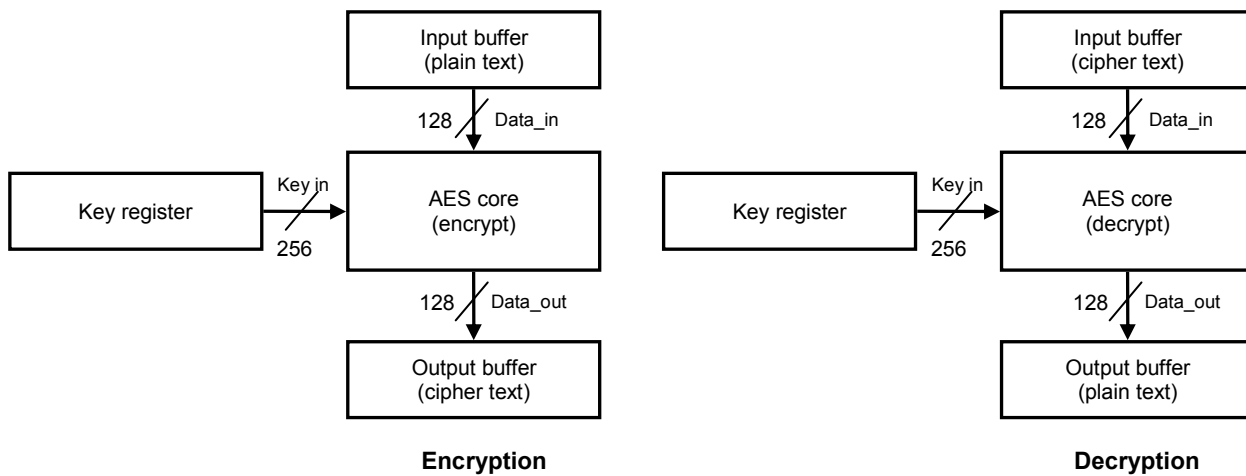 Input buffer
(plain text)
128
Data_in
Key register
Key in
256
AES core
(encrypt)
128
Data_out
Output buffer
(cipher text)
Encryption
Input buffer
(cipher text)
128
Data_in
Key register
Key in
256
AES core
(decrypt)
128
Data_out
Output buffer
(plain text)
Decryption